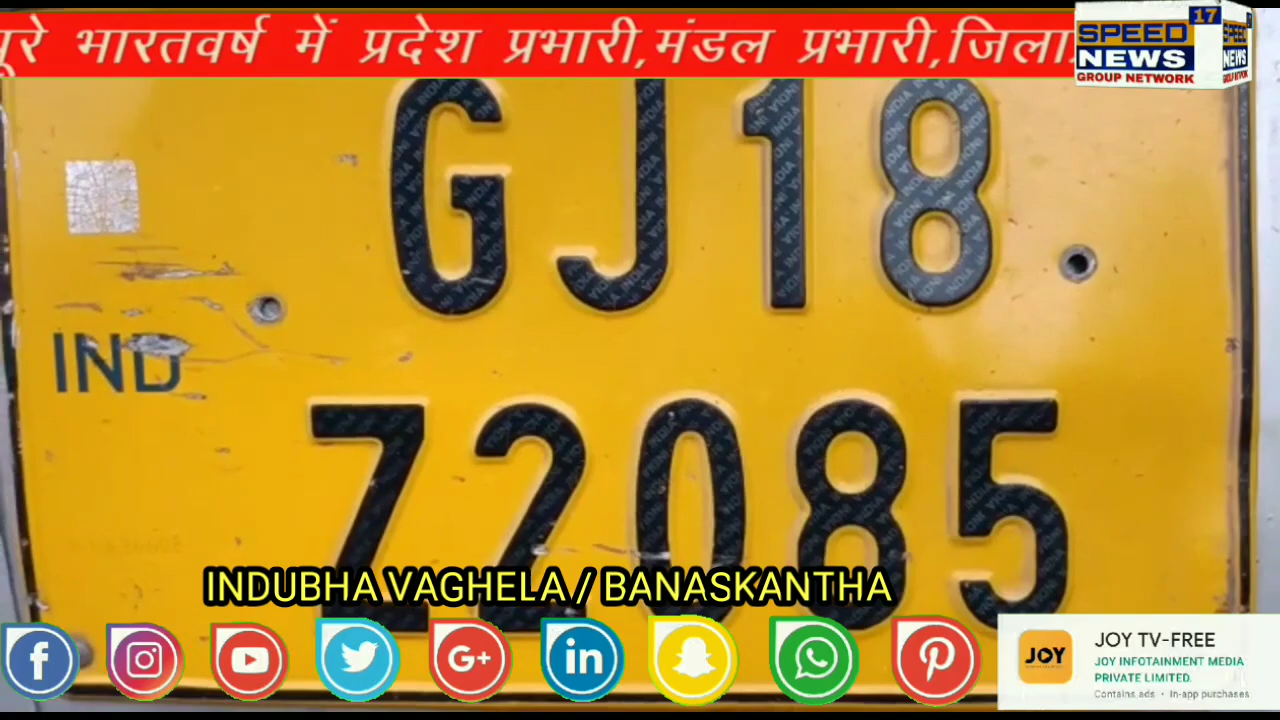 पूरे भारतवर्ष में प्रदेश प्रमारी,मंडल प्रभारी,जिला
17
SPEED
NEWS
GROUP NETWORK
GJ18
IND
Z2085
INDUBHA VAGHELA / BANASKANTHA
JOY
JOY TV-FREE
JOY INFOTAINMENT MEDIA
PRIVATE LIMITED.
Contains ads • In-app purchases